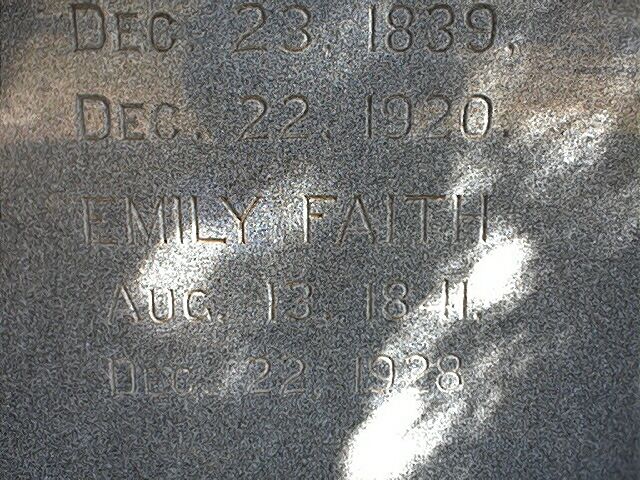 DEC. 23, 1839.
DEC. 22, 1920.
EMILY FAITH
AUG. 13, 1841.
DEC. 22, 1928